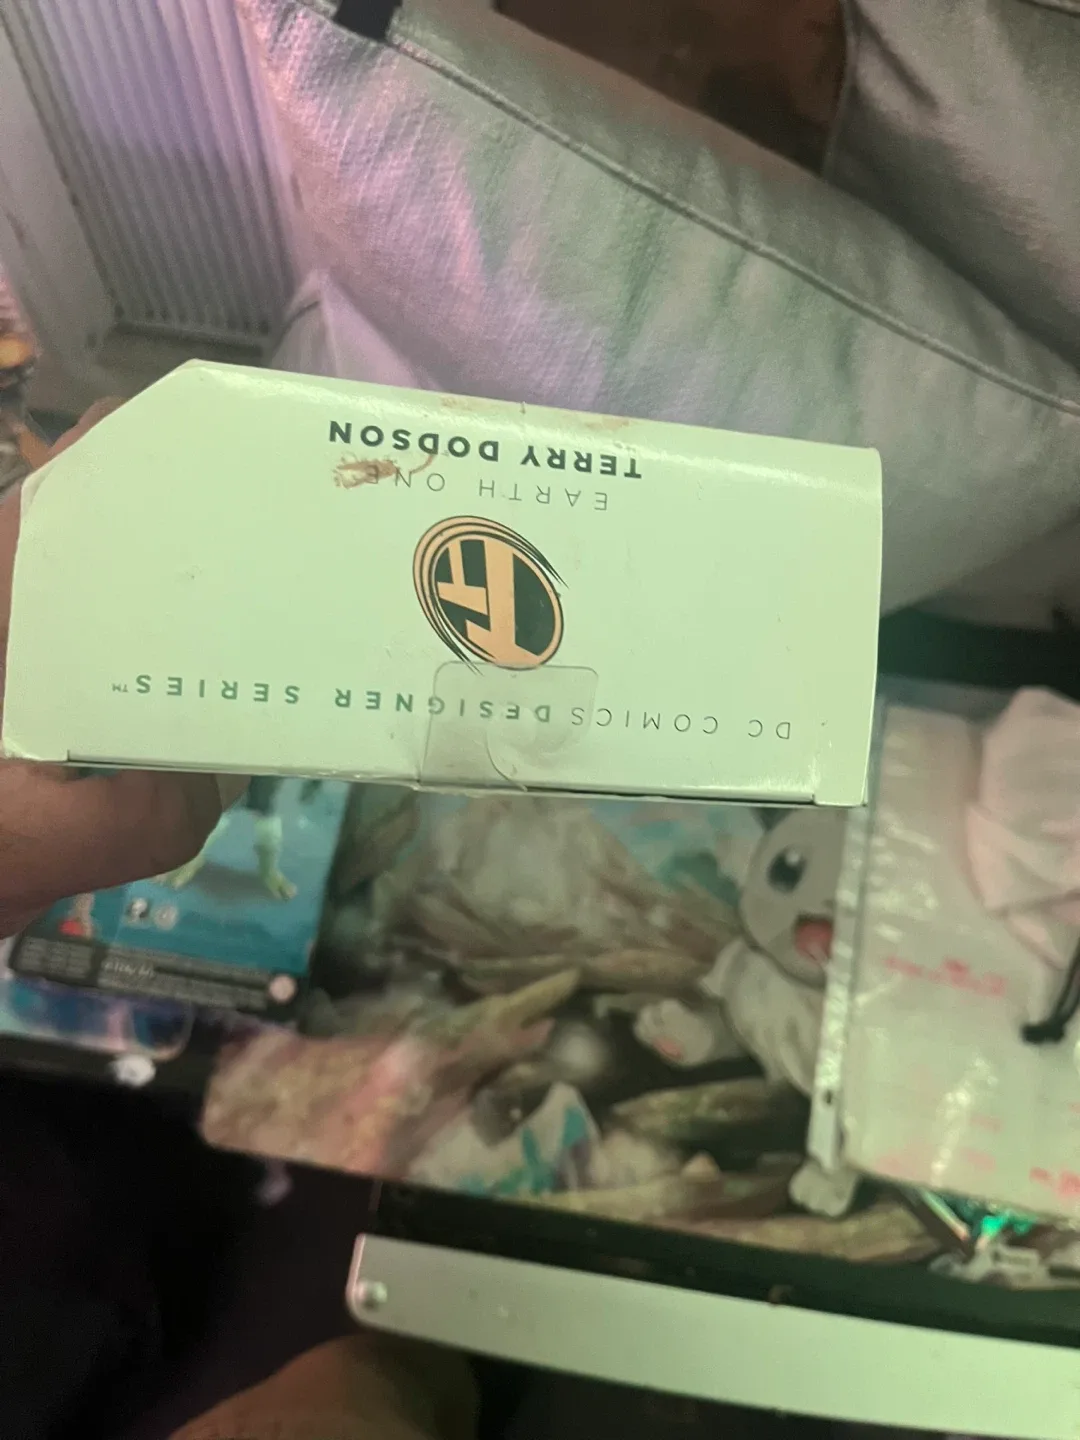 DC COMICS DESIGNER SERIES™
EARTH ONE
TERRY DODSON